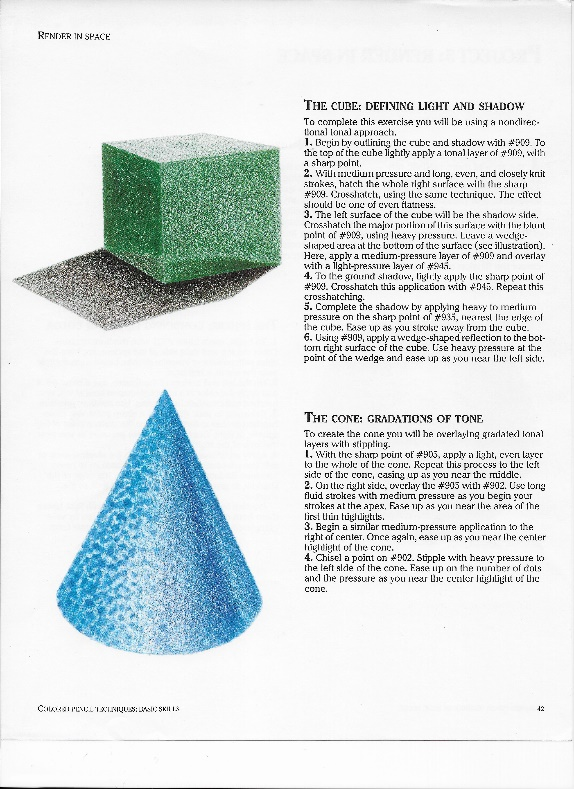 RENDER IN SPACE
THE CUBE: DEFINING LIGHT AND SHADOW
To complete this exercise you will be using a nondirec-
tional tonal approach.
1. Begin by outlining the cube and shadow with #909. To
the top of the cube lightly apply a tonal layer of #909, with
a sharp point.
2. With medium pressure and long, even, and closely knit
strokes, hatch the whole right surface with the sharp
#909. Crosshatch, using the same technique. The effect
should be one of even flatness.
3. The left surface of the cube will be the shadow side.
Crosshatch the major portion of this surface with the blunt
point of #909, using heavy pressure. Leave a wedge-
shaped area at the bottom of the surface (see illustration).
Here, apply a medium-pressure layer of #909 and overlay
with a light-pressure layer of #945.
4. To the ground shadow, lightly apply the sharp point of
#909. Crosshatch this application with #945. Repeat this
crosshatching.
5. Complete the shadow by applying heavy to medium
pressure on the sharp point of #935, nearest the edge of
the cube. Ease up as you stroke away from the cube.
6. Using #909, apply a wedge-shaped reflection to the bot-
tom right surface of the cube. Use heavy pressure at the
point of the wedge and ease up as you near the left side.
THE CONE: GRADATIONS OF TONE
To create the cone you will be overlaying gradated tonal
layers with stippling.
1. With the sharp point of #905, apply a light, even layer
to the whole of the cone. Repeat this process to the left
side of the cone, easing up as you near the middle.
2. On the right side, overlay the #905 with #902. Use long
fluid strokes with medium pressure as you begin your
strokes at the apex. Ease up as you near the area of the
first thin highlights.
3. Begin a similar medium-pressure application to the
right of center. Once again, ease up as you near the center
highlight of the cone.
4. Chisel a point on #902. Stipple with heavy pressure to
the left side of the cone. Ease up on the number of dots
and the pressure as you near the center highlight of the
cone.
COLORED PENCIL TECHNIQUES: BASIC SKILLS
42